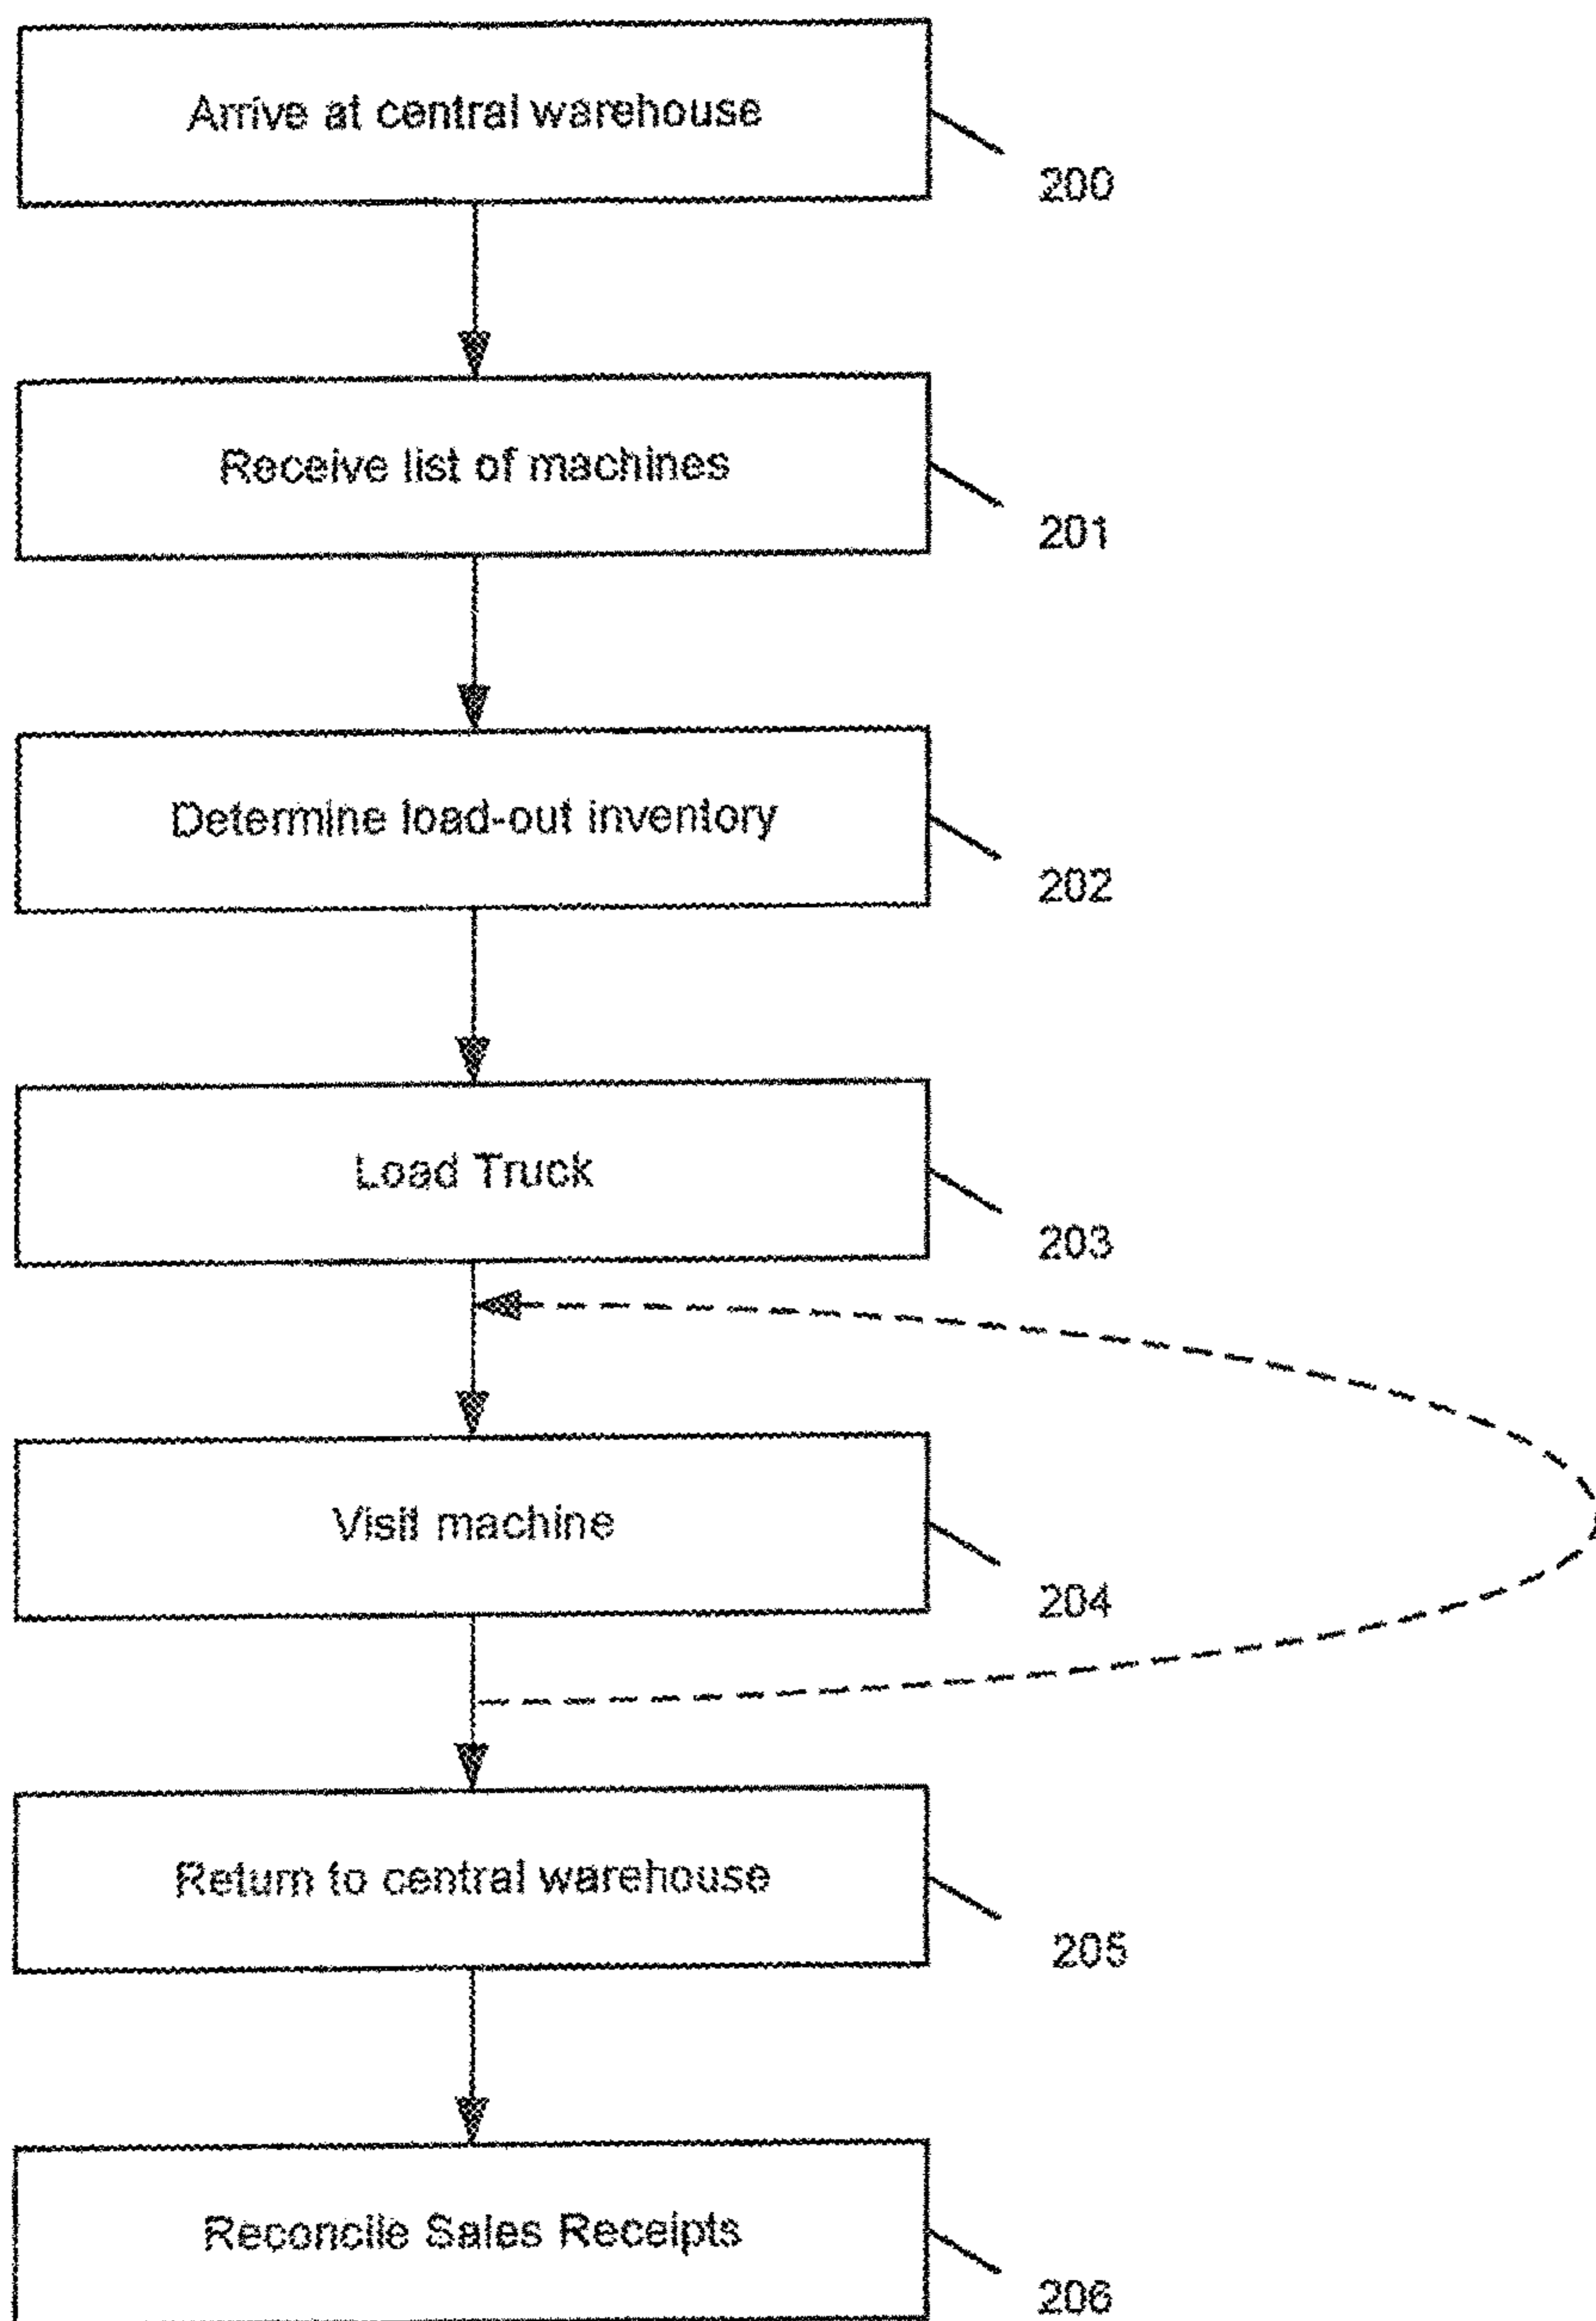 Arrive at central warehouse
200
Receive list of machines
201
Determine load-out inventory
202
Load Truck
203
Visit machine
204
Return to central warehouse
205
Reconcile Sales Receipts
206